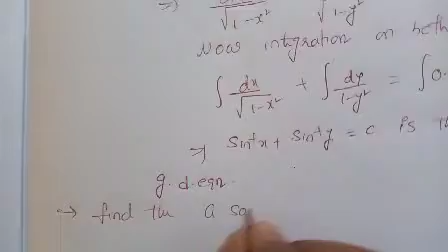 ⇒ dx/√1-x² √1-y²
Now integration on both
∫ dx/√1-x² + ∫ dy/1-y² = ∫ 0.
⇒ sin⁻¹x + sin⁻¹y = c is
g.d.eqn.
→ find the a so